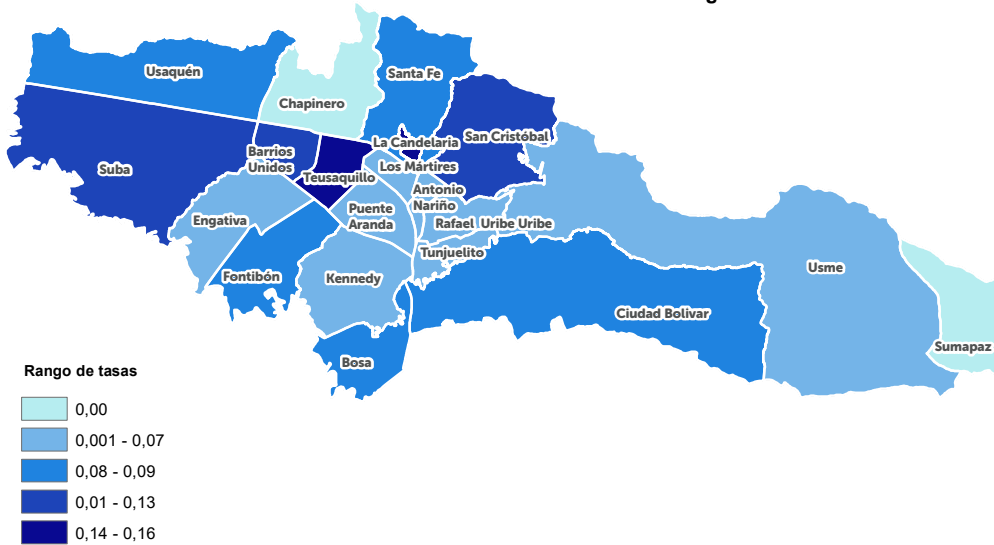 Usaquén
Santa Fe
Chapinero
La Candelaria
San Cristóbal
Barrios
Unidos
Los Mártires
Suba
Teusaquillo
Antonio
Nariño
Puente
Aranda
Engativa
Rafael Uribe Uribe
Tunjuelito
Usme
Fontibón
Kennedy
Ciudad Bolivar
Sumapaz
Bosa
Rango de tasas
0,00
0,001 - 0,07
0,08 - 0,09
0,01 - 0,13
0,14 - 0,16